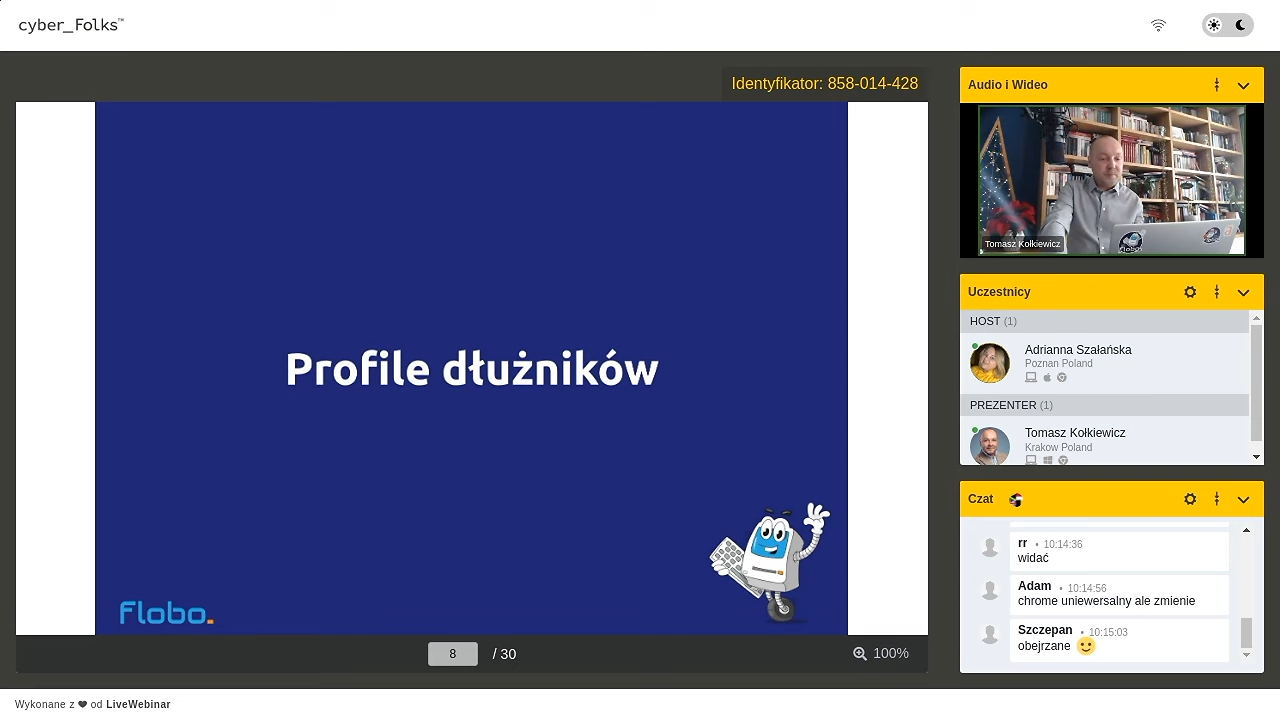 cyber_Folks™
Identyfikator: 858-014-428
Profile dłużników
Flobo.
8 / 30
100%
Audio i Wideo
Tomasz Kołkiewicz
Flobo.
Uczestnicy
HOST (1)
Adrianna Szałańska
Poznan Poland
PREZENTER (1)
Tomasz Kołkiewicz
Krakow Poland
Czat
rr • 10:14:36
widać
Adam • 10:14:56
chrome uniewersalny ale zmienie
Szczepan • 10:15:03
obejrzane
Wykonane z ❤ od LiveWebinar